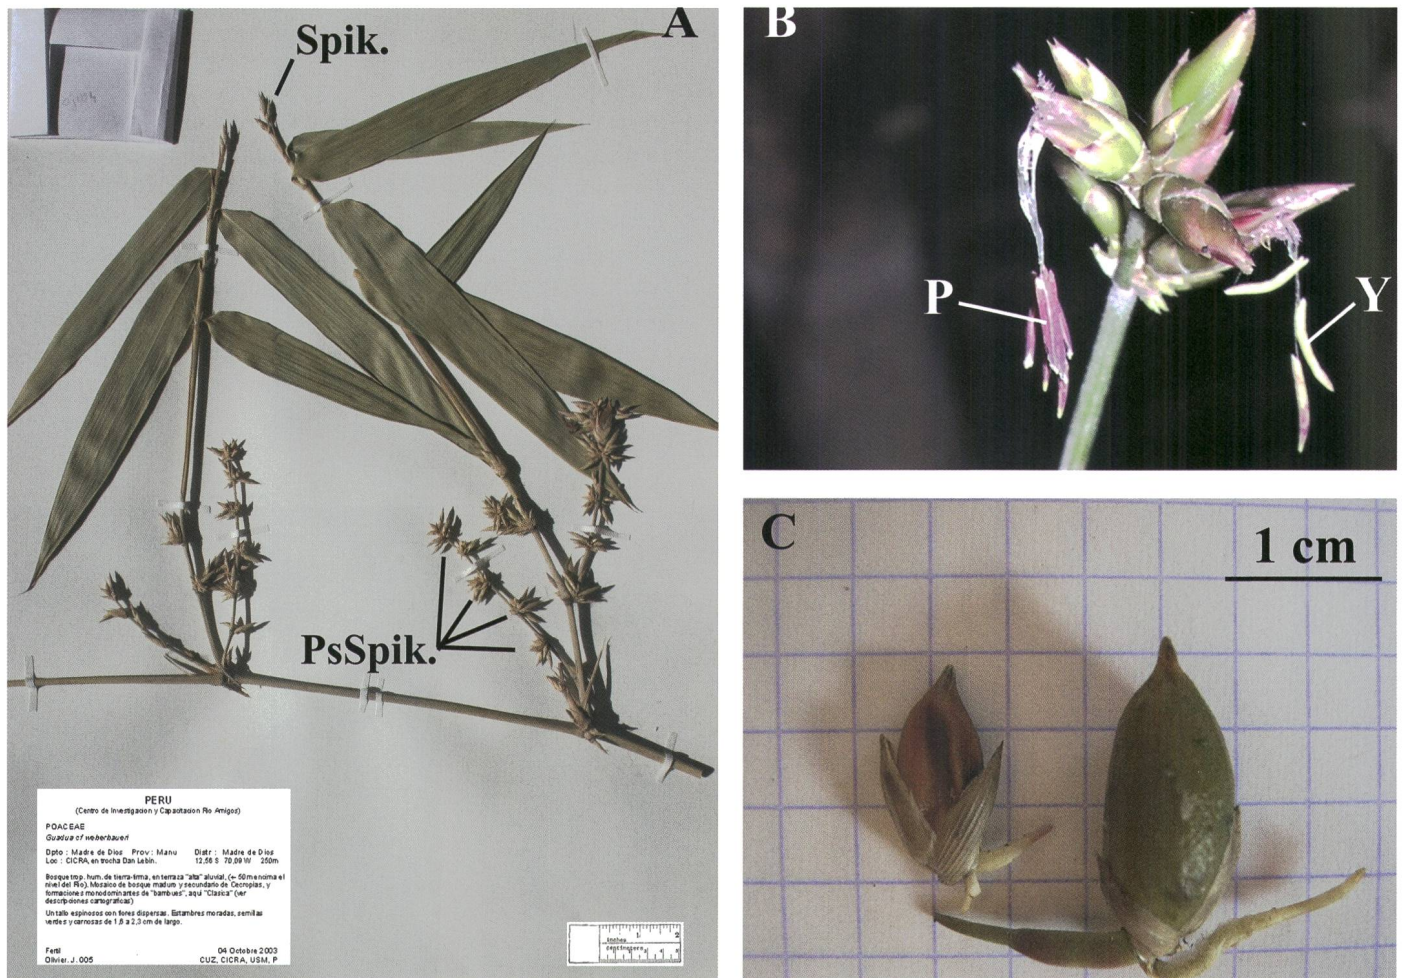 A
Spik.
PsSpik.
PERU
(Centro de Investigacion y Capacitacion Rio Amigos)
POACEAE
Guadua cf weberbaueri
Dpto : Madre de Dios Prov : Manu Distr : Madre de Dios
Loc : CICRA, en trocha Dan Lebin. 12,56 S 70,09 W 250m
Bosque trop. hum. de tierra-firma, en terraza "alta" aluvial, (+- 50m encima el
nivel del Rio). Mosaico de bosque maduro y secundario de Cecropias, y
formaciones monodominantes de "bambues", aqui "Clasica" (ver
descripciones cartograficas)
Un tallo espinosos con flores dispersas. Estambres moradas, semillas
verdes y carnosas de 1,6 a 2,3 cm de largo.
Fertil 04 Octobre 2003
Olivier. J. 005 CUZ, CICRA, USM, P
inches 1 2
centimetres
B
P
Y
C
1 cm